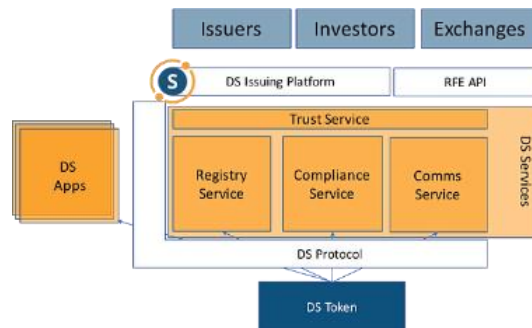 Issuers
Investors
Exchanges
S
DS Issuing Platform
RFE API
Trust Service
DS
Apps
Registry
Service
Compliance
Service
Comms
Service
DS Services
DS Protocol
DS Token